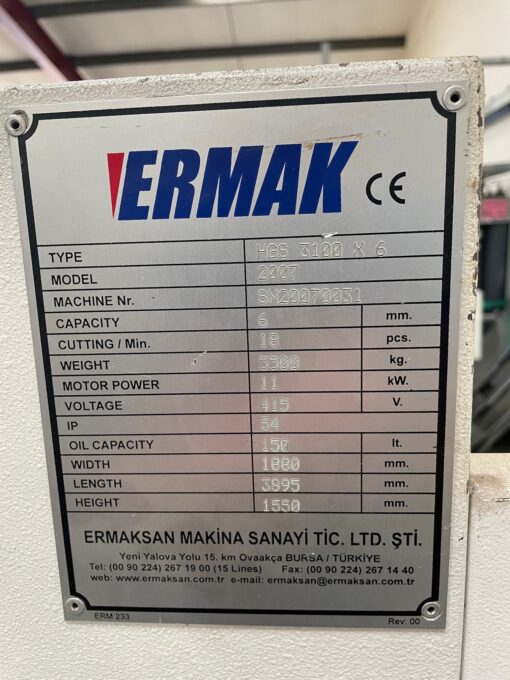 ERMAK CE
TYPE HGS 3100 X 6
MODEL 2007
MACHINE Nr. SN20070031
CAPACITY 6 mm.
CUTTING / Min. 18 pcs.
WEIGHT 3300 kg.
MOTOR POWER 11 kW.
VOLTAGE 415 V.
IP 54
OIL CAPACITY 150 lt.
WIDTH 1880 mm.
LENGTH 3995 mm.
HEIGHT 1550 mm.
ERMAKSAN MAKİNA SANAYİ TİC. LTD. ŞTİ.
Yeni Yalova Yolu 15. km Ovaakça BURSA / TÜRKİYE
Tel: (00 90 224) 267 19 00 (15 Lines) Fax: (00 90 224) 267 14 40
web: www.ermaksan.com.tr e-mail: ermaksan@ermaksan.com.tr
ERM 233 Rev: 00